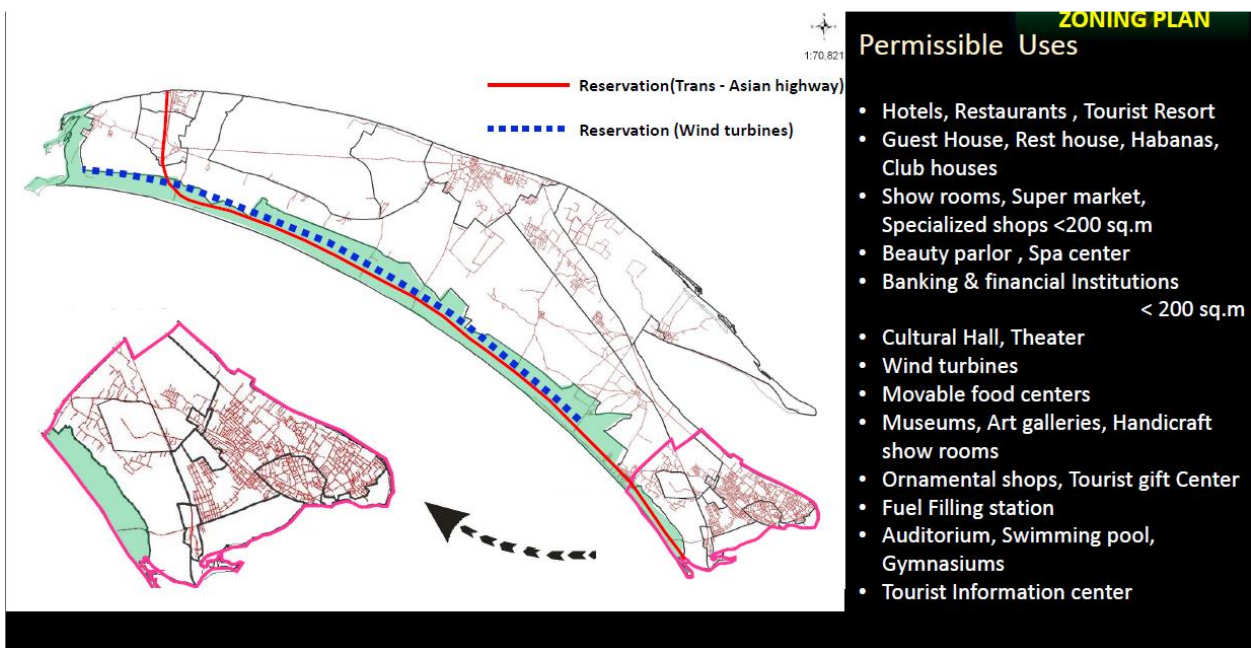 ZONING PLAN
Permissible Uses
1:70,821
Reservation(Trans - Asian highway)
Reservation (Wind turbines)
• Hotels, Restaurants , Tourist Resort
• Guest House, Rest house, Habanas,
Club houses
• Show rooms, Super market,
Specialized shops <200 sq.m
• Beauty parlor , Spa center
• Banking & financial Institutions
< 200 sq.m
• Cultural Hall, Theater
• Wind turbines
• Movable food centers
• Museums, Art galleries, Handicraft
show rooms
• Ornamental shops, Tourist gift Center
• Fuel Filling station
• Auditorium, Swimming pool,
Gymnasiums
• Tourist Information center